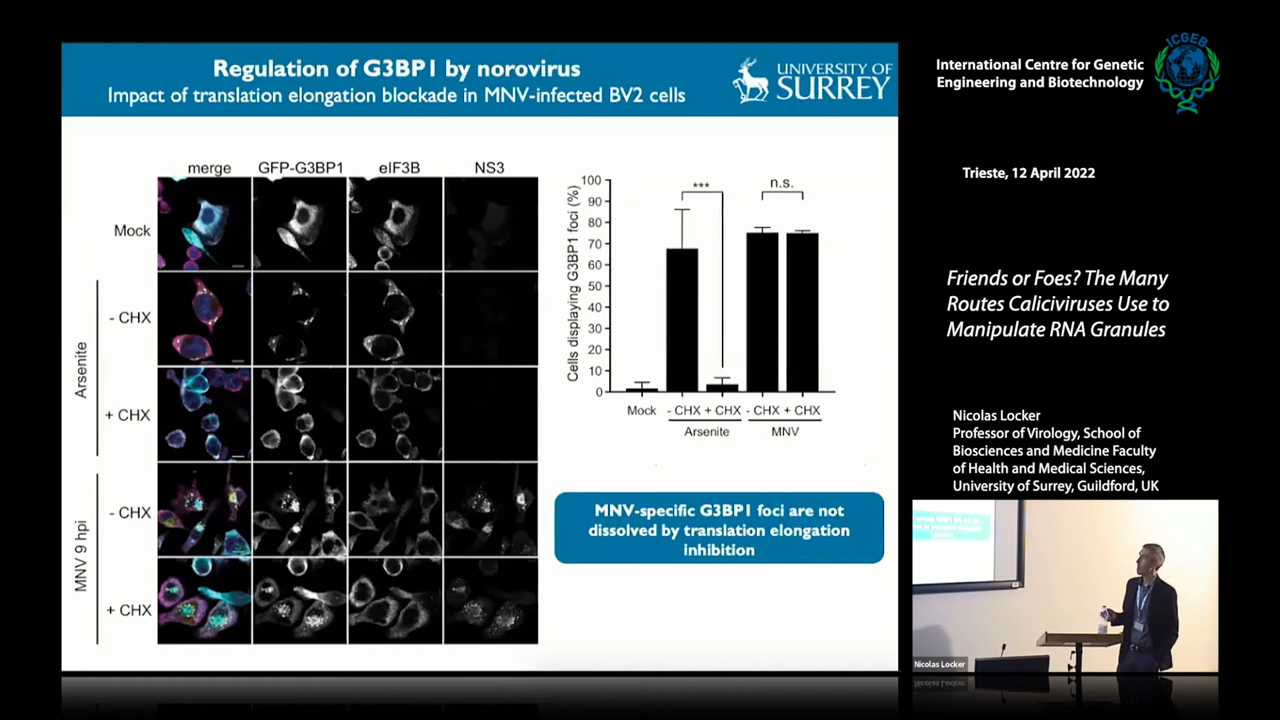 Regulation of G3BP1 by norovirus
Impact of translation elongation blockade in MNV-infected BV2 cells
UNIVERSITY OF
SURREY
merge GFP-G3BP1 eIF3B NS3
Mock
Arsenite
- CHX
+ CHX
MNV 9 hpi
- CHX
+ CHX
Cells displaying G3BP1 foci (%)
100
90
80
70
60
50
40
30
20
10
0
***
n.s.
Mock - CHX + CHX - CHX + CHX
Arsenite MNV
MNV-specific G3BP1 foci are not
dissolved by translation elongation
inhibition
International Centre for Genetic
Engineering and Biotechnology
ICGEB
Trieste, 12 April 2022
Friends or Foes? The Many
Routes Caliciviruses Use to
Manipulate RNA Granules
Nicolas Locker
Professor of Virology, School of
Biosciences and Medicine Faculty
of Health and Medical Sciences,
University of Surrey, Guildford, UK
Nicolas Locker